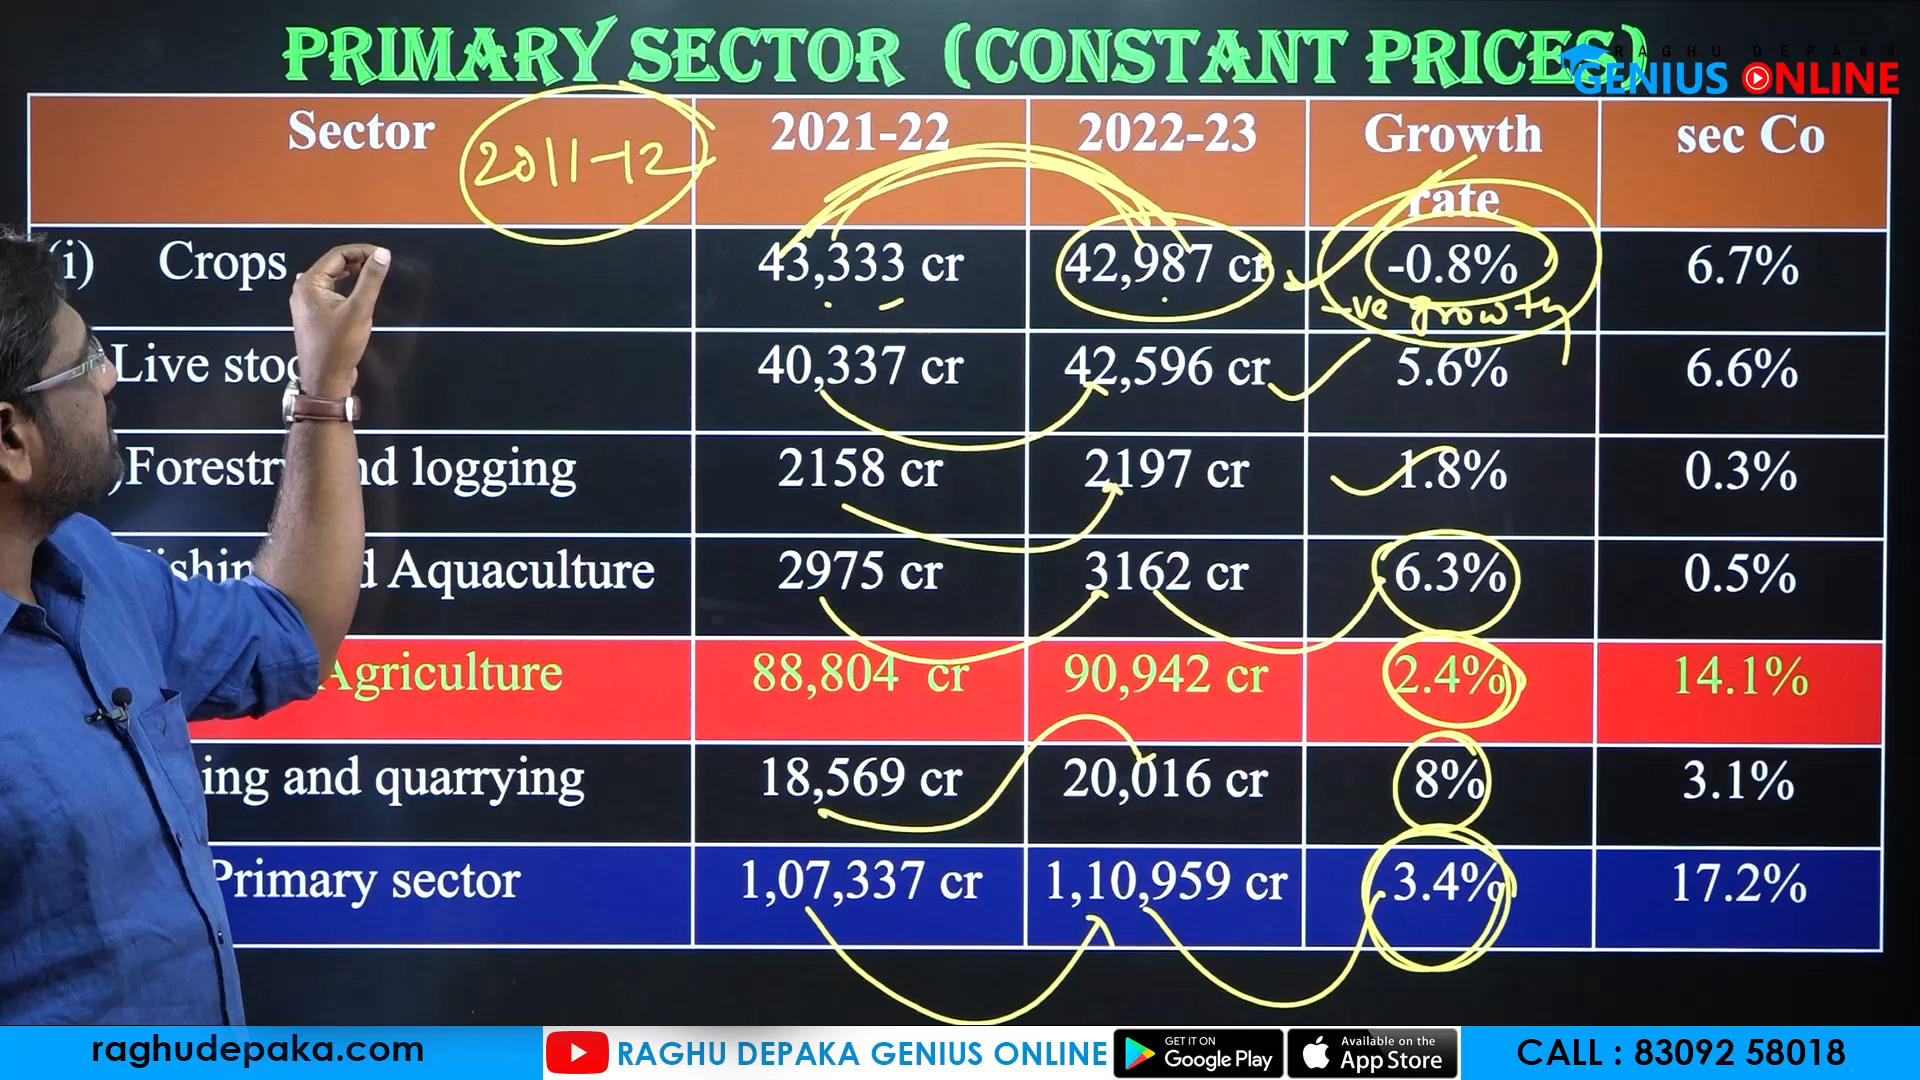 PRIMARY SECTOR (CONSTANT PRICES)
RAGHU DEPAKA
GENIUS ONLINE
Sector 2011-12 2021-22 2022-23 Growth rate sec Co
(i) Crops 43,333 cr 42,987 cr -0.8% 6.7%
-ve growth
Live stoc 40,337 cr 42,596 cr 5.6% 6.6%
)Forestry nd logging 2158 cr 2197 cr 1.8% 0.3%
shin d Aquaculture 2975 cr 3162 cr 6.3% 0.5%
Agriculture 88,804 cr 90,942 cr 2.4% 14.1%
ing and quarrying 18,569 cr 20,016 cr 8% 3.1%
Primary sector 1,07,337 cr 1,10,959 cr 3.4% 17.2%
raghudepaka.com RAGHU DEPAKA GENIUS ONLINE GET IT ON Google Play Available on the App Store CALL : 83092 58018